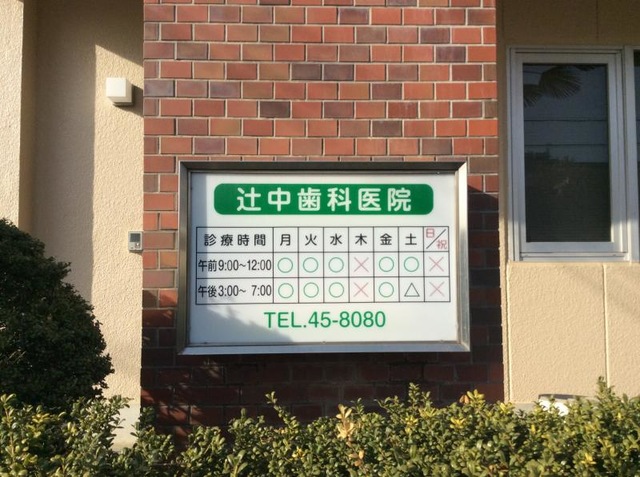 辻中歯科医院
診療時間 月 火 水 木 金 土 日/祝
午前9:00~12:00 ○ ○ ○ × ○ ○ ×
午後3:00~ 7:00 ○ ○ ○ × ○ △ ×
TEL.45-8080